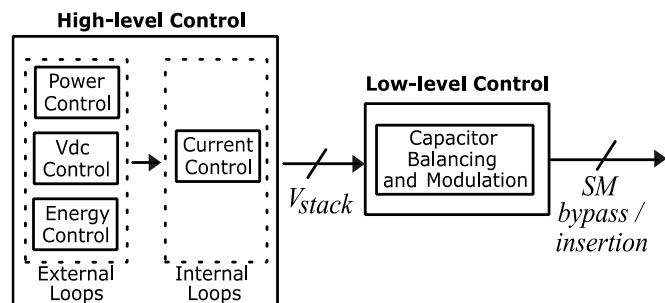 High-level Control
Power
Control
Vdc
Control
Energy
Control
External
Loops
Current
Control
Internal
Loops
Vstack
Low-level Control
Capacitor
Balancing
and Modulation
SM
bypass /
insertion